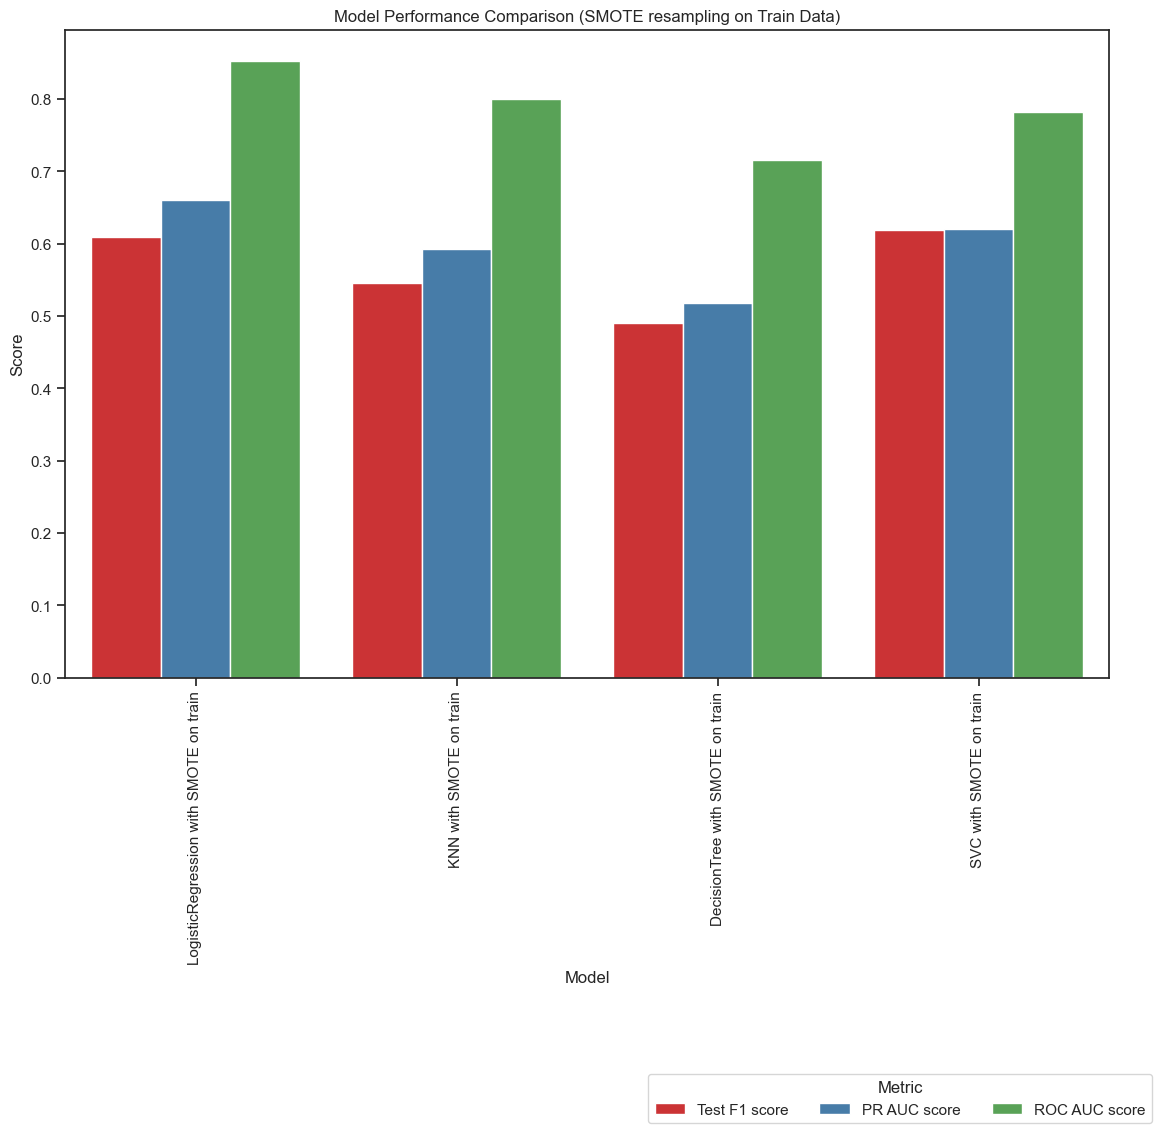 Model Performance Comparison (SMOTE resampling on Train Data)
Score
0.8
0.7
0.6
0.5
0.4
0.3
0.2
0.1
0.0
LogisticRegression with SMOTE on train
KNN with SMOTE on train
DecisionTree with SMOTE on train
SVC with SMOTE on train
Model
Metric
Test F1 score PR AUC score ROC AUC score